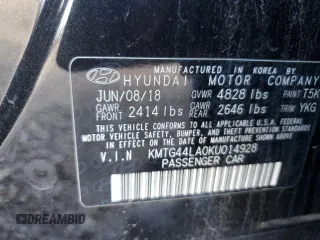 MANUFACTURED IN KOREA BY
HYUNDAI MOTOR COMPANY
JUN/08/18 GVWR 4828 lbs PAINT T5K
GAWR FRONT 2414 lbs GAWR REAR 2646 lbs TRIM YKG
THIS VEHICLE CONFORMS TO ALL APPLICABLE U.S. FEDERAL MOTOR
VEHICLE SAFETY, BUMPER, AND THEFT PREVENTION STANDARDS
IN EFFECT ON THE DATE OF MANUFACTURE SHOWN ABOVE.
V.I.N KMTG44LA0KU014928
PASSENGER CAR
AMERIBID